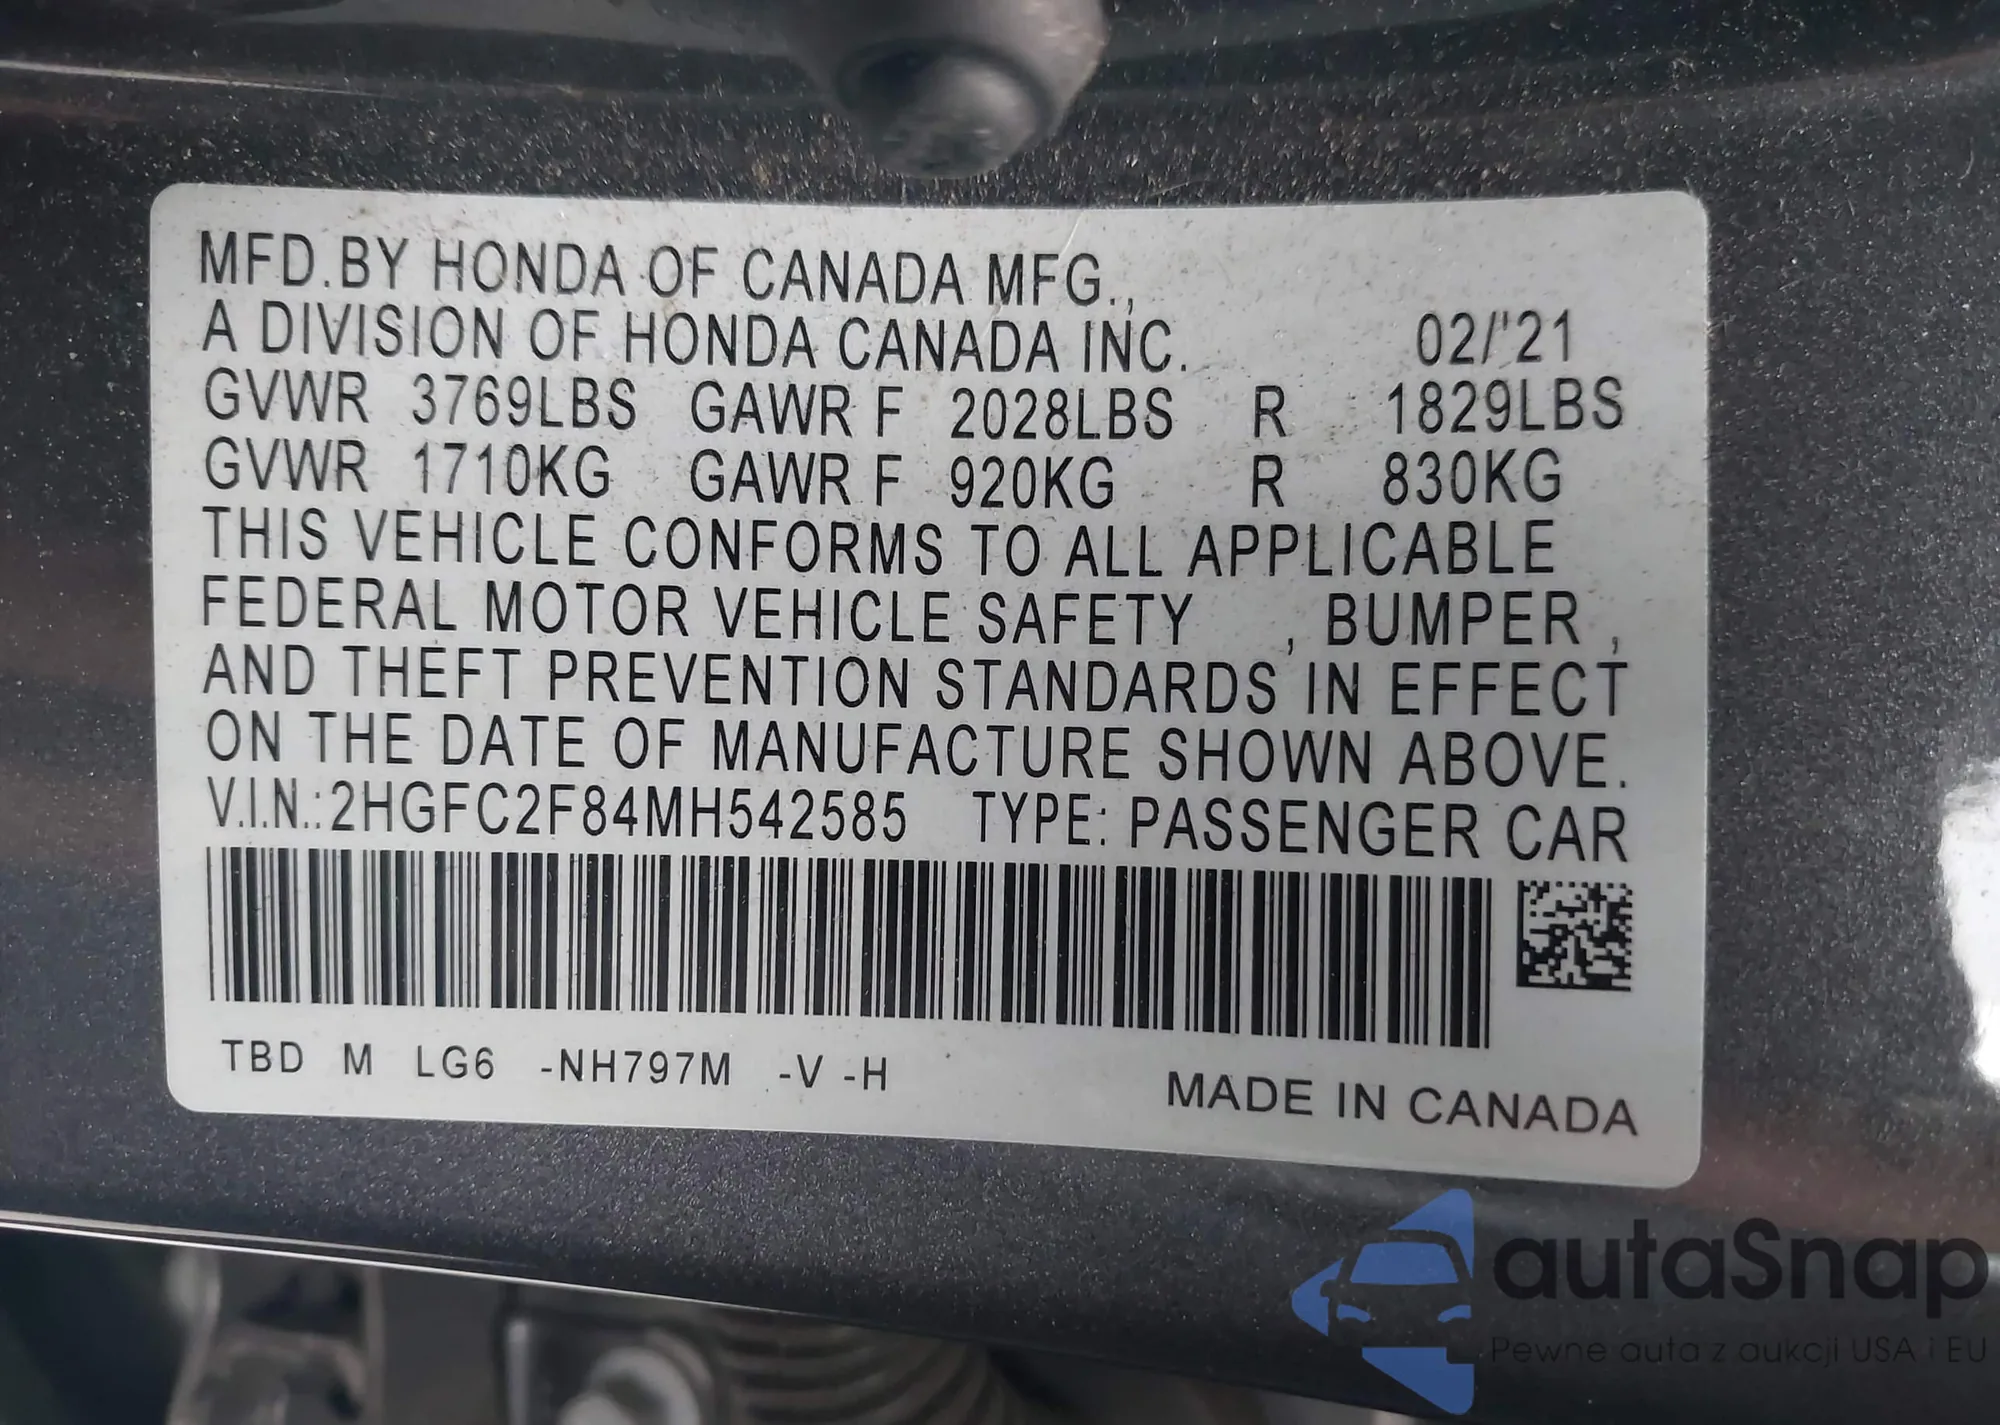 MFD.BY HONDA OF CANADA MFG.,
A DIVISION OF HONDA CANADA INC. 02/'21
GVWR 3769LBS GAWR F 2028LBS R 1829LBS
GVWR 1710KG GAWR F 920KG R 830KG
THIS VEHICLE CONFORMS TO ALL APPLICABLE
FEDERAL MOTOR VEHICLE SAFETY , BUMPER ,
AND THEFT PREVENTION STANDARDS IN EFFECT
ON THE DATE OF MANUFACTURE SHOWN ABOVE.
V.I.N.:2HGFC2F84MH542585 TYPE: PASSENGER CAR
TBD M LG6 -NH797M -V -H
MADE IN CANADA
autaSnap
Pewne auta z aukcji USA i EU